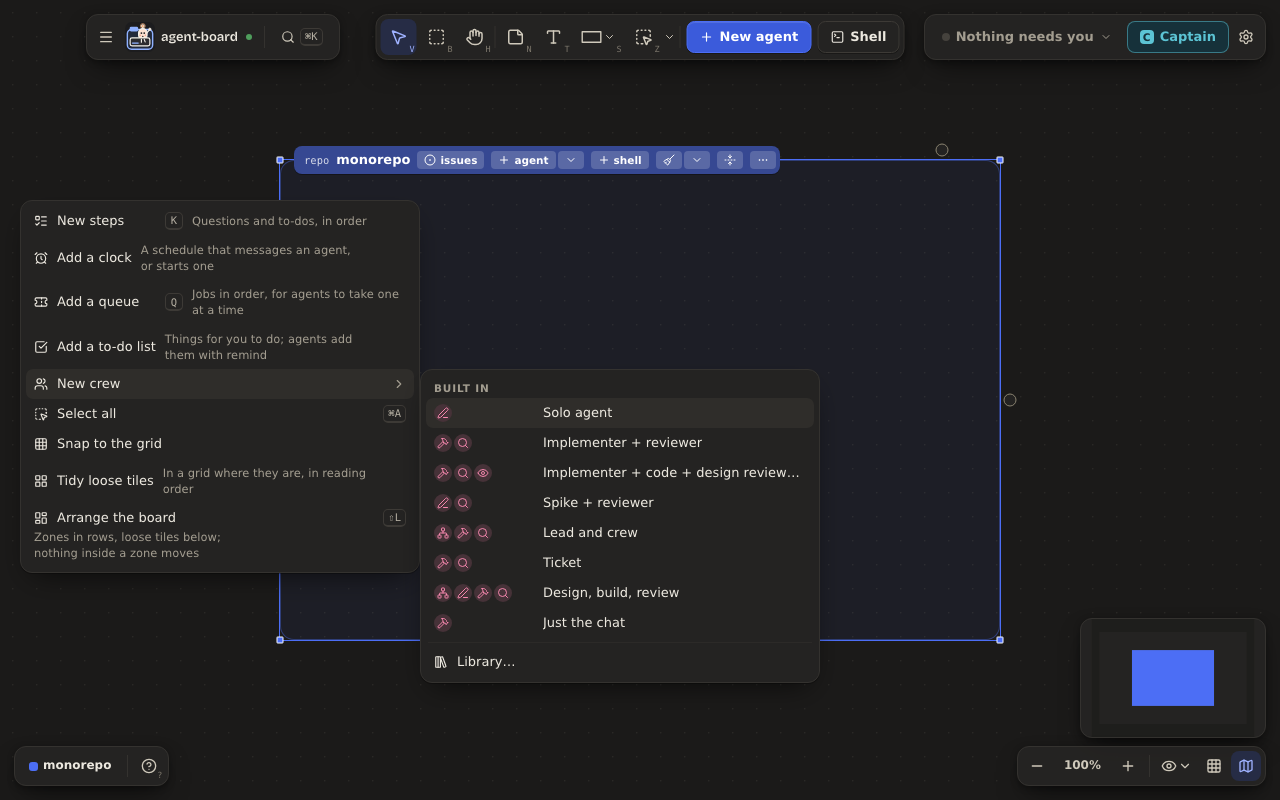 agent-board
⌘K
V
B
H
N
T
S
Z
New agent
Shell
Nothing needs you
C Captain
repo monorepo issues agent shell
New steps K Questions and to-dos, in order
Add a clock A schedule that messages an agent,
or starts one
Add a queue Q Jobs in order, for agents to take one
at a time
Add a to-do list Things for you to do; agents add
them with remind
New crew
Select all ⌘A
Snap to the grid
Tidy loose tiles In a grid where they are, in reading
order
Arrange the board ⇧L
Zones in rows, loose tiles below;
nothing inside a zone moves
BUILT IN
Solo agent
Implementer + reviewer
Implementer + code + design review…
Spike + reviewer
Lead and crew
Ticket
Design, build, review
Just the chat
Library…
monorepo
?
100%